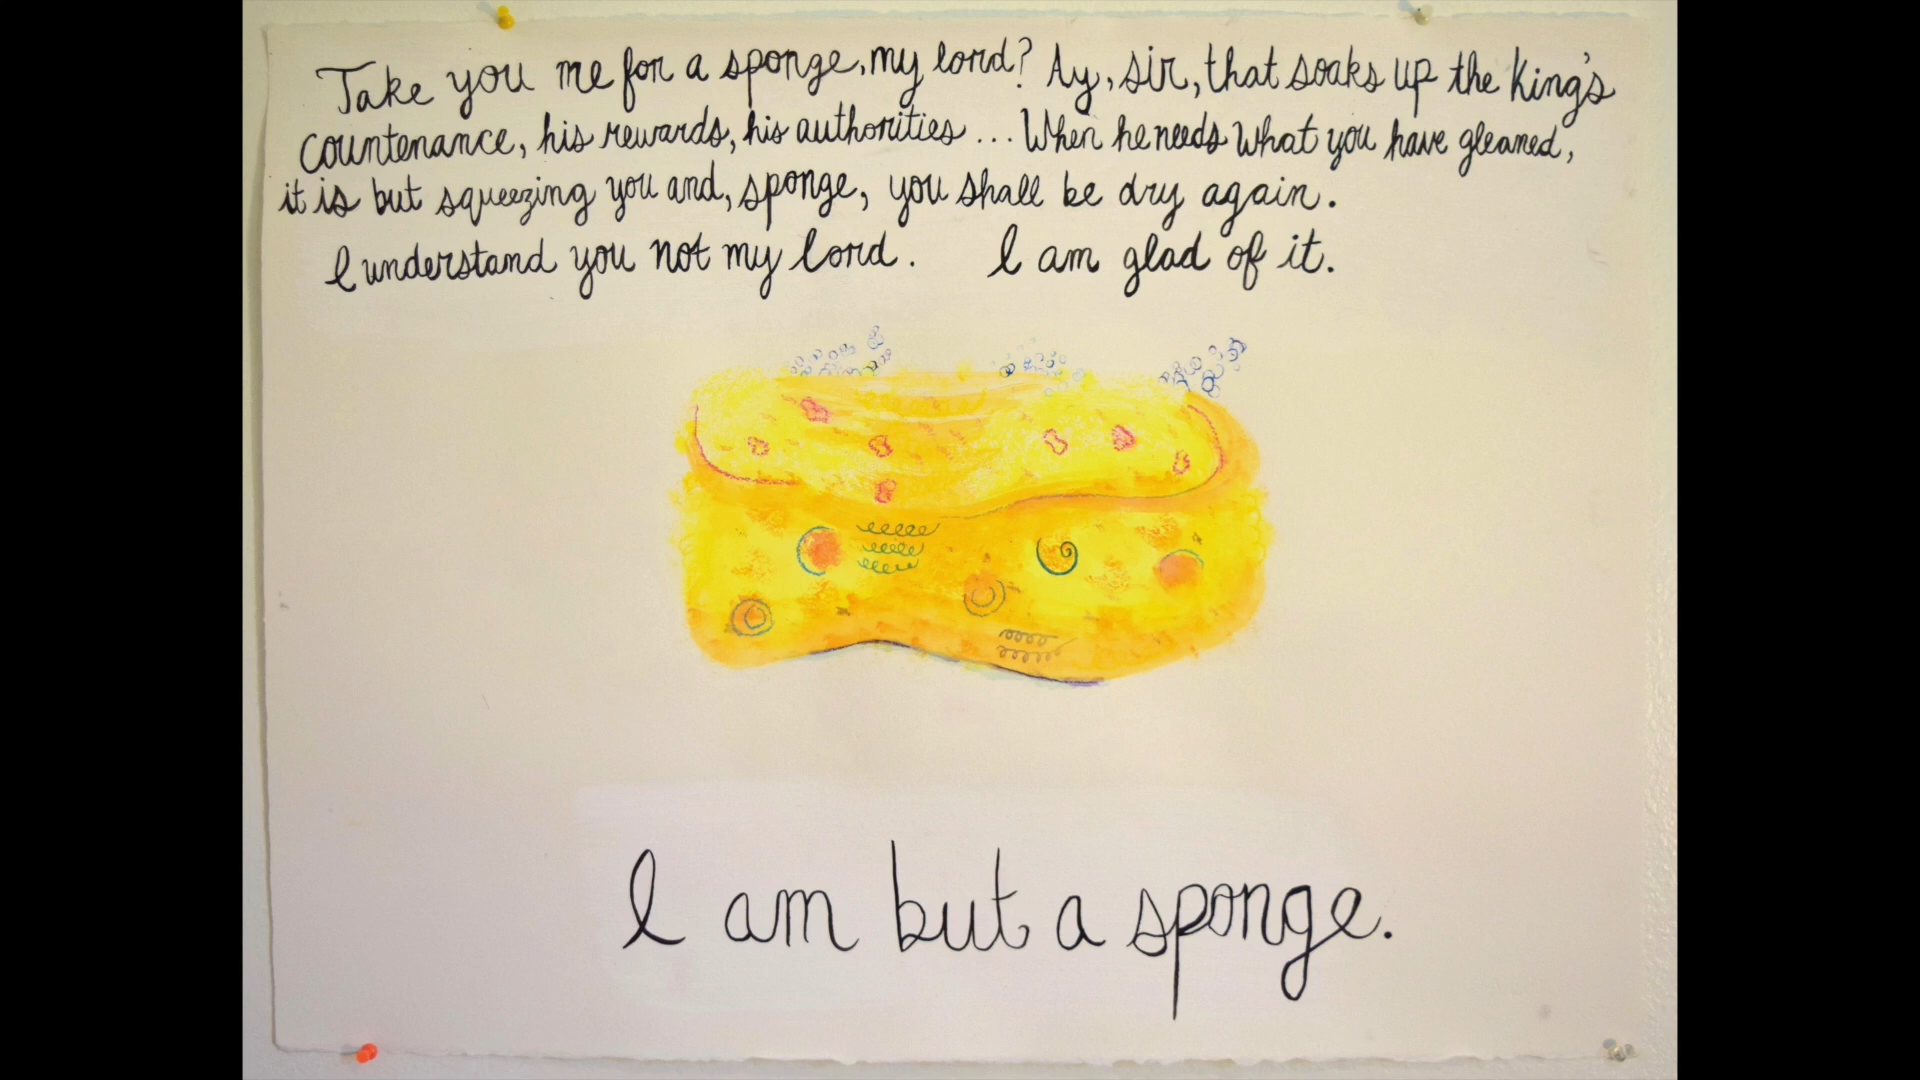 Take you me for a sponge, my lord? Ay, sir, that soaks up the King's
countenance, his rewards, his authorities... When he needs what you have gleaned,
it is but squeezing you and, sponge, you shall be dry again.
I understand you not my lord. I am glad of it.
I am but a sponge.